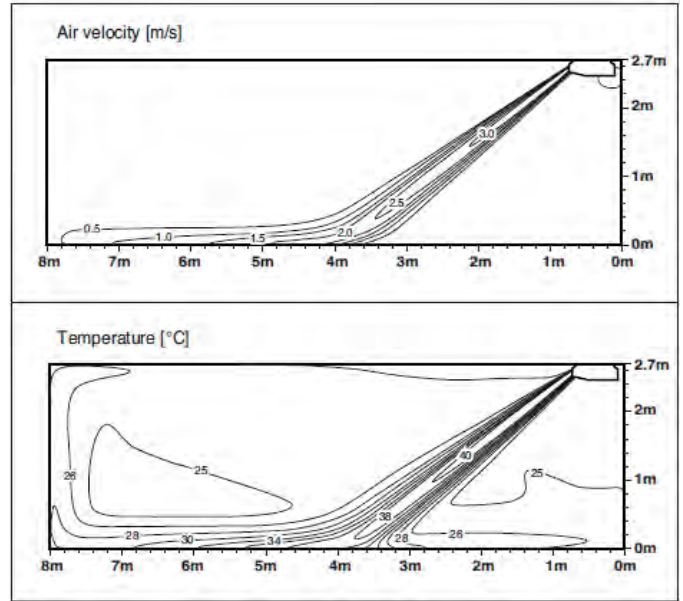 Air velocity [m/s]
2.7m
2m
3.0
1m
2.5
0.5
1.0
1.5
2.0
0m
8m 7m 6m 5m 4m 3m 2m 1m 0m
Temperature [°C]
2.7m
2m
40
26
25
25
1m
38
28
30
34
28
26
0m
8m 7m 6m 5m 4m 3m 2m 1m 0m